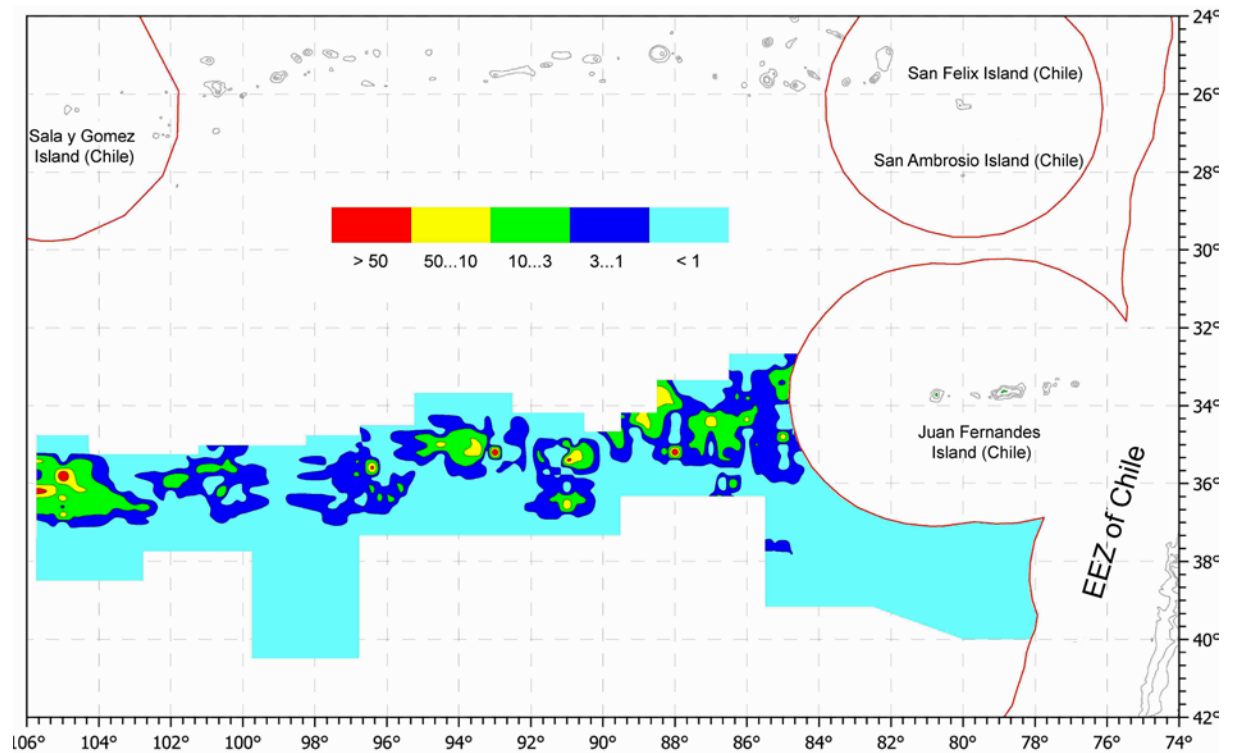 24°
San Felix Island (Chile)
26°
Sala y Gomez
Island (Chile)
San Ambrosio Island (Chile)
28°
> 50 50...10 10...3 3...1 < 1
30°
32°
34°
Juan Fernandes
Island (Chile)
EEZ of Chile
36°
38°
40°
42°
106° 104° 102° 100° 98° 96° 94° 92° 90° 88° 86° 84° 82° 80° 78° 76° 74°